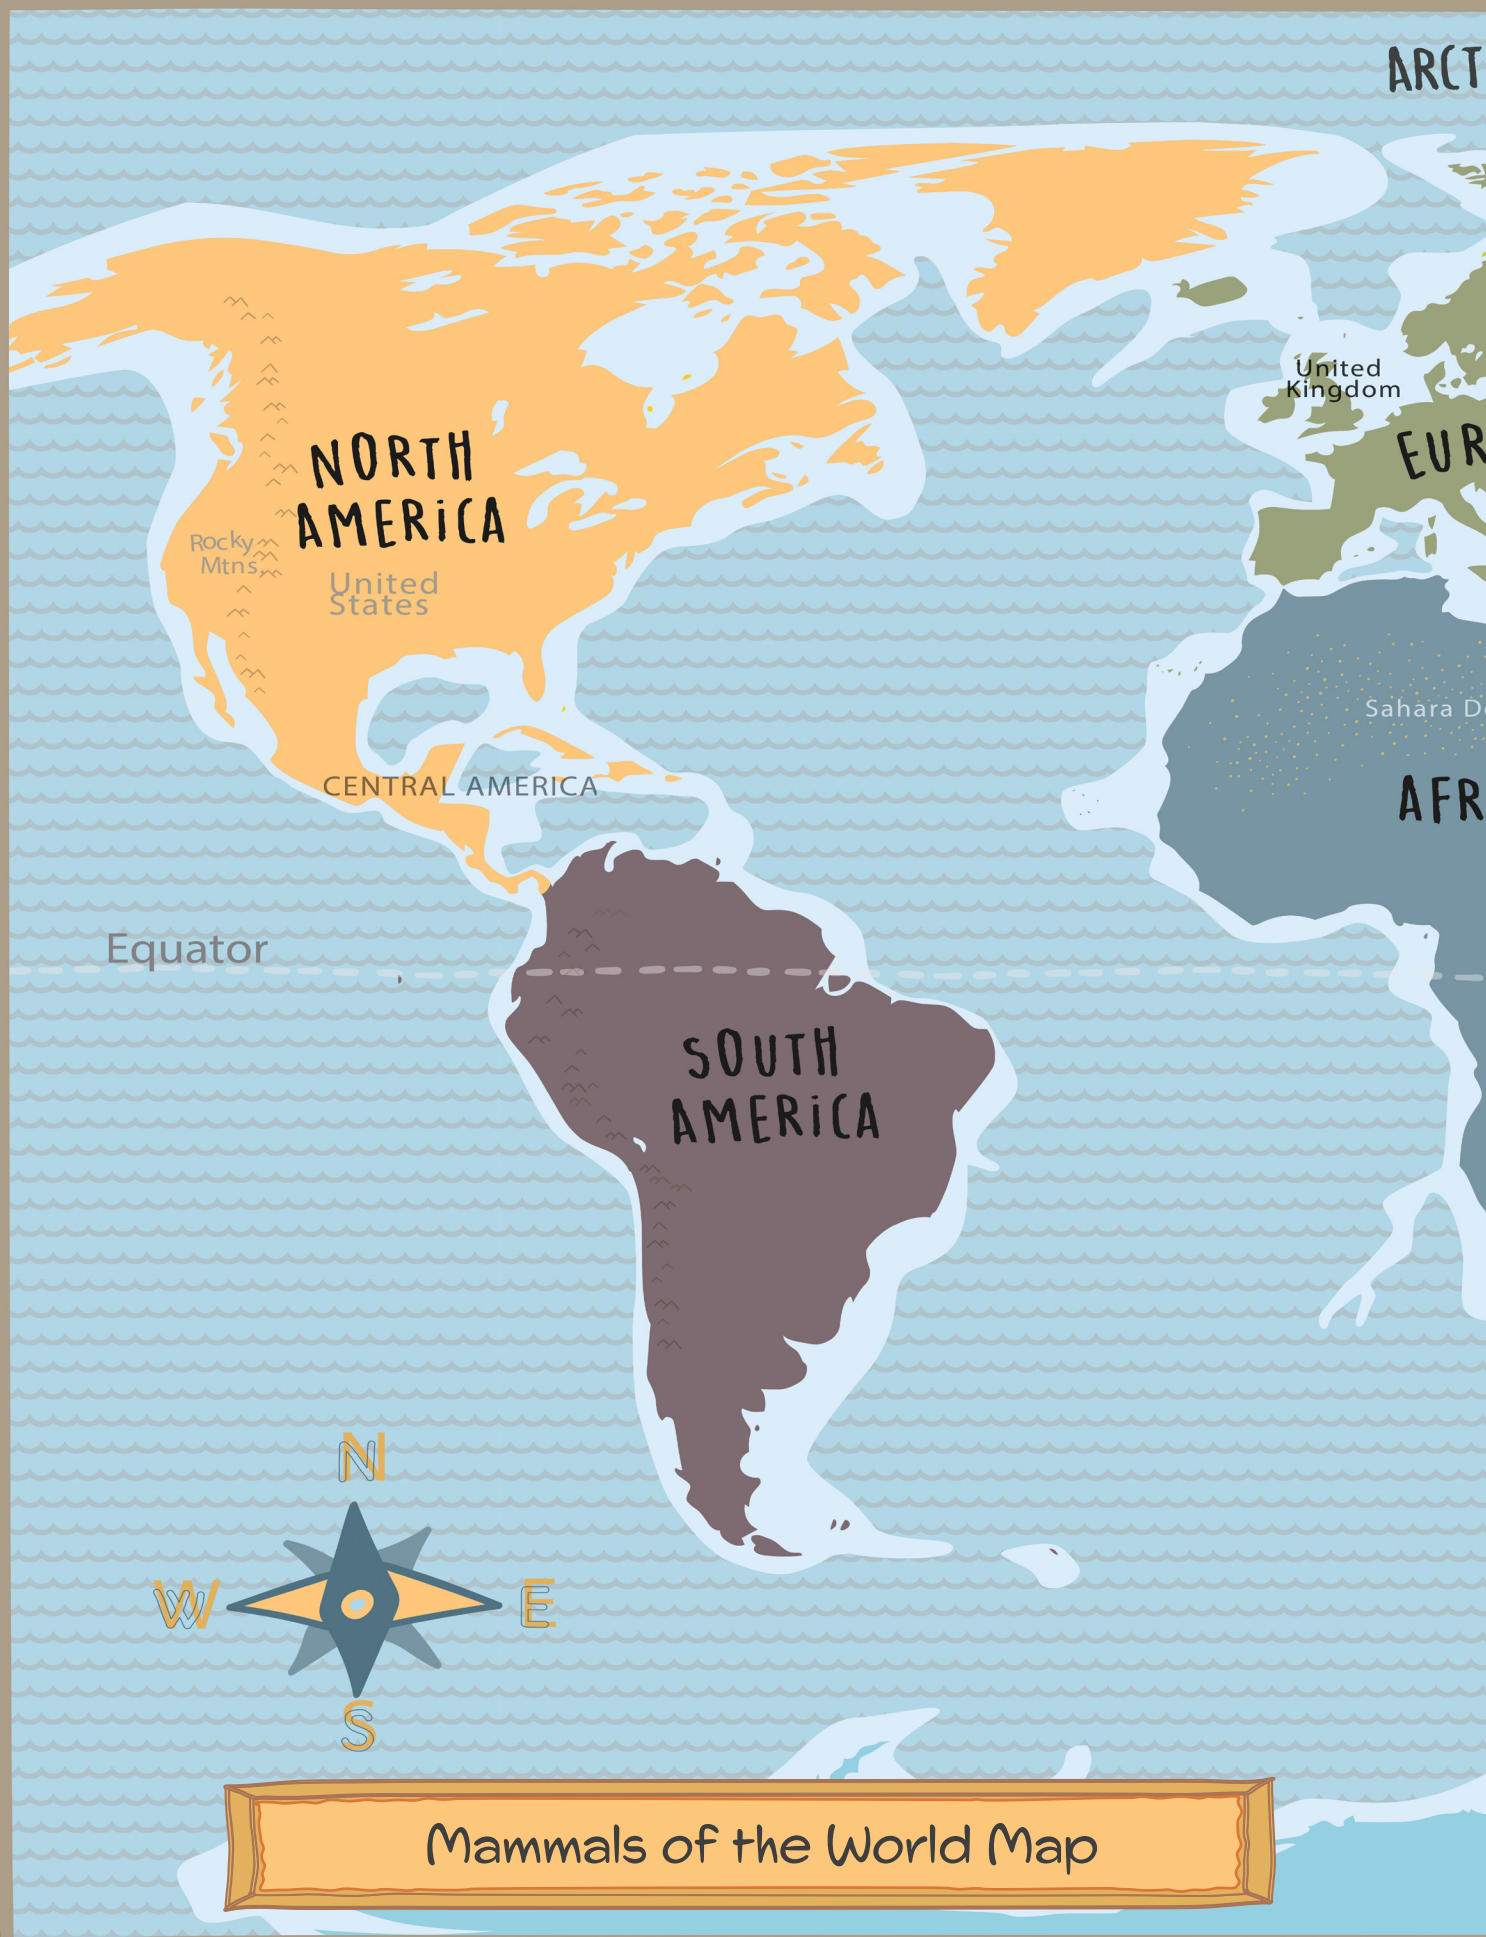 ARCT
United
Kingdom
EUR
NORTH
AMERiCA
Rocky
Mtns.
United
States
Sahara D
CENTRAL AMERICA
AFR
Equator
SOUTH
AMERiCA
N
W
E
S
Mammals of the World Map